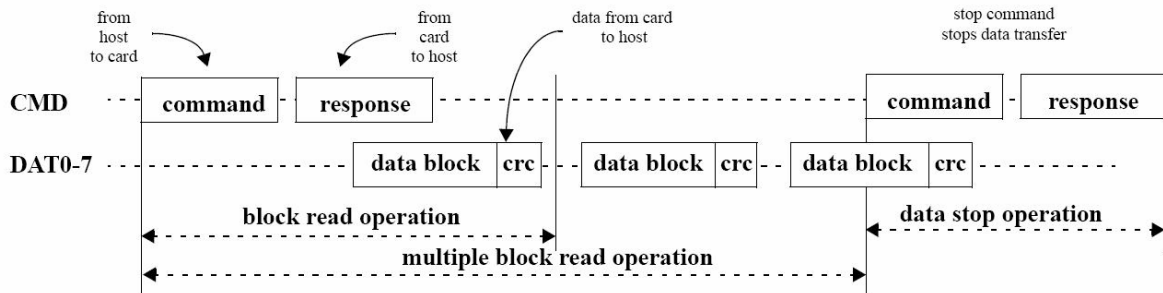 from
host
to card
from
card
to host
data from card
to host
stop command
stops data transfer
CMD
command
response
command
response
DAT0-7
data block
crc
data block
crc
data block
crc
block read operation
data stop operation
multiple block read operation